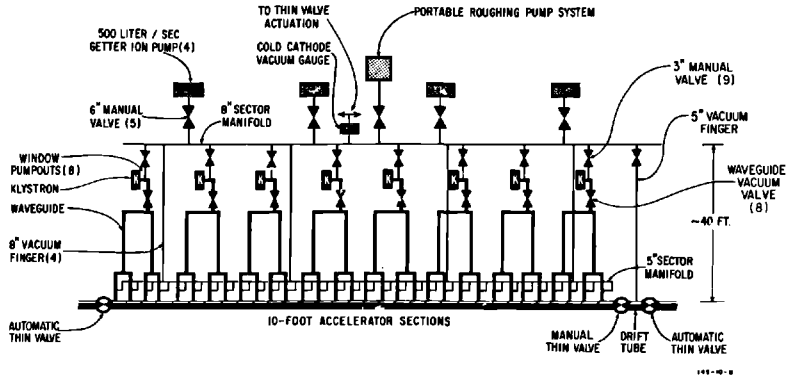 500 LITER / SEC
GETTER ION PUMP(4)
TO THIN VALVE
ACTUATION
COLD CATHODE
VACUUM GAUGE
PORTABLE ROUGHING PUMP SYSTEM
6" MANUAL
VALVE (5)
8" SECTOR
MANIFOLD
3" MANUAL
VALVE (9)
5" VACUUM
FINGER
WINDOW
PUMPOUTS(8)
KLYSTRON
WAVEGUIDE
8" VACUUM
FINGER(4)
K
K
K
K
K
K
K
K
WAVEGUIDE
VACUUM
VALVE
(8)
~40 FT.
5" SECTOR
MANIFOLD
AUTOMATIC
THIN VALVE
10-FOOT ACCELERATOR SECTIONS
MANUAL
THIN VALVE
DRIFT
TUBE
AUTOMATIC
THIN VALVE